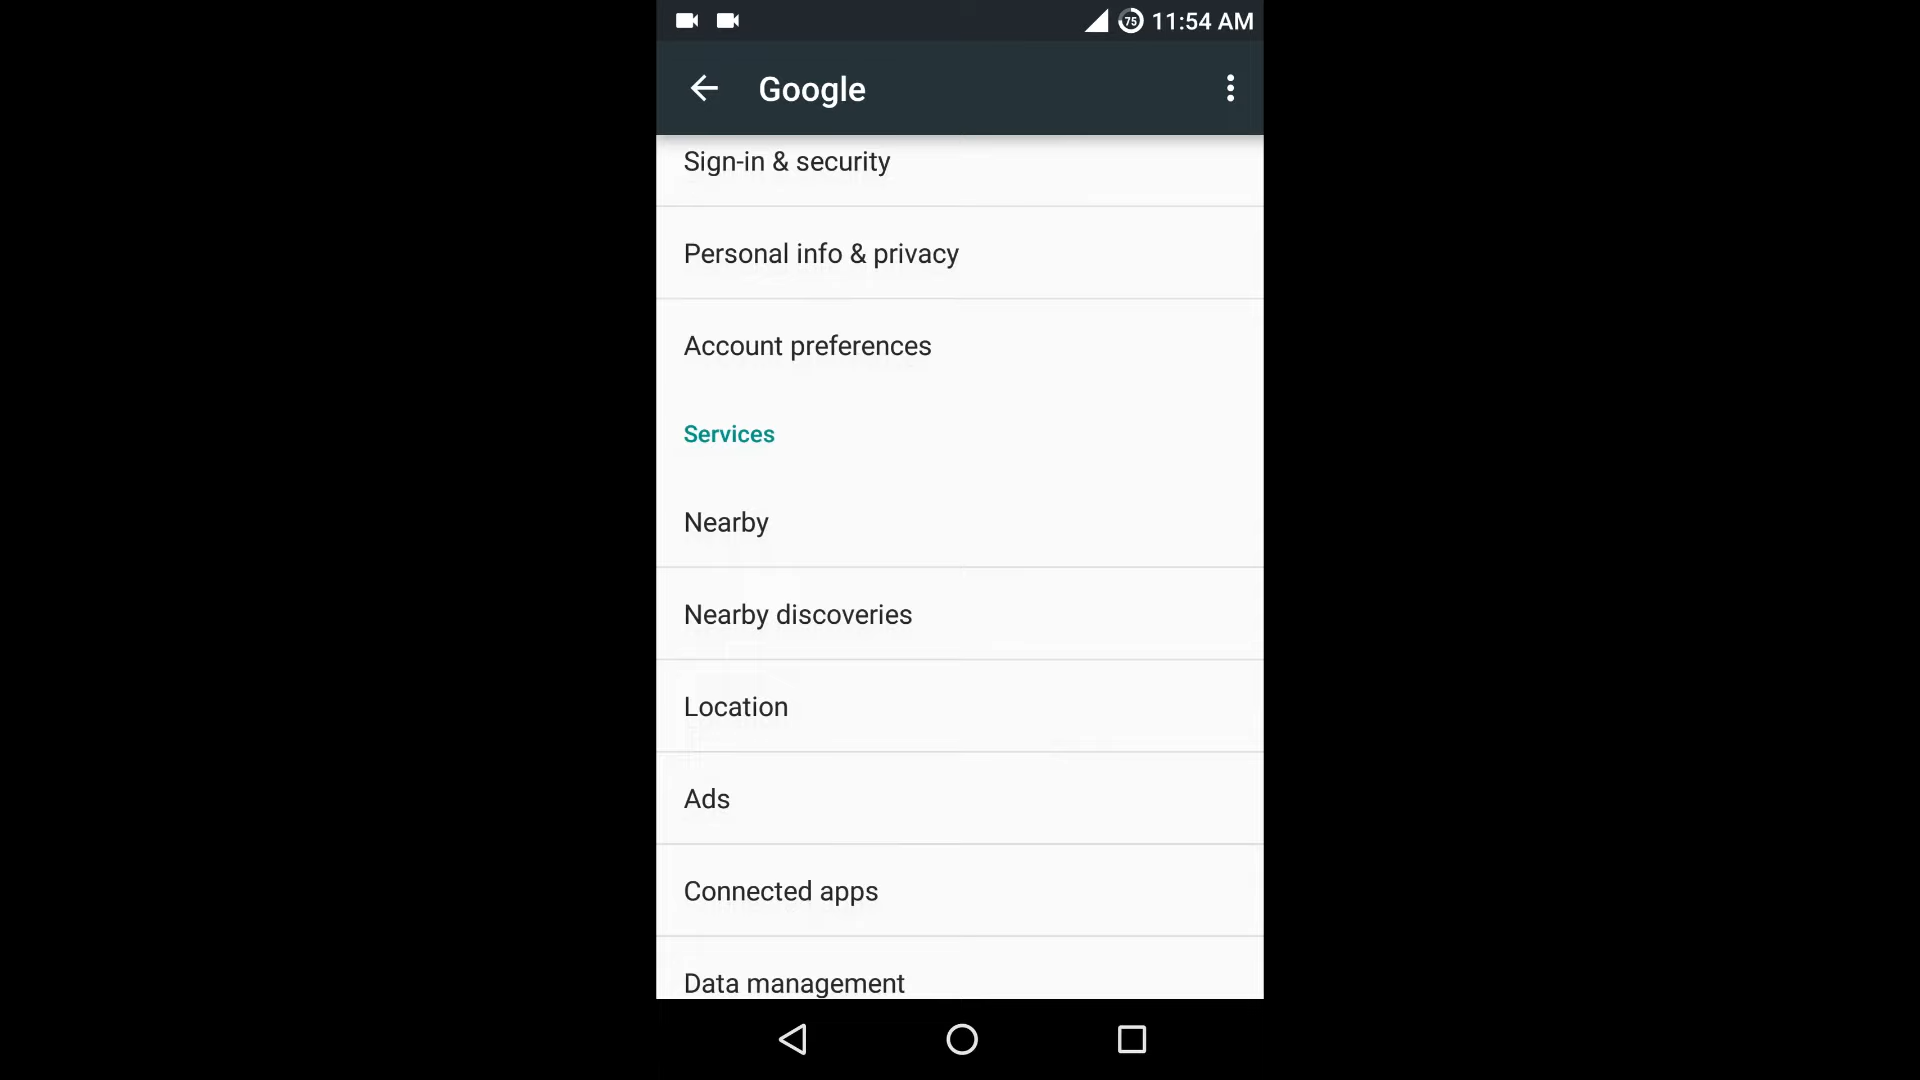 75 11:54 AM
Google
Sign-in & security
Personal info & privacy
Account preferences
Services
Nearby
Nearby discoveries
Location
Ads
Connected apps
Data management